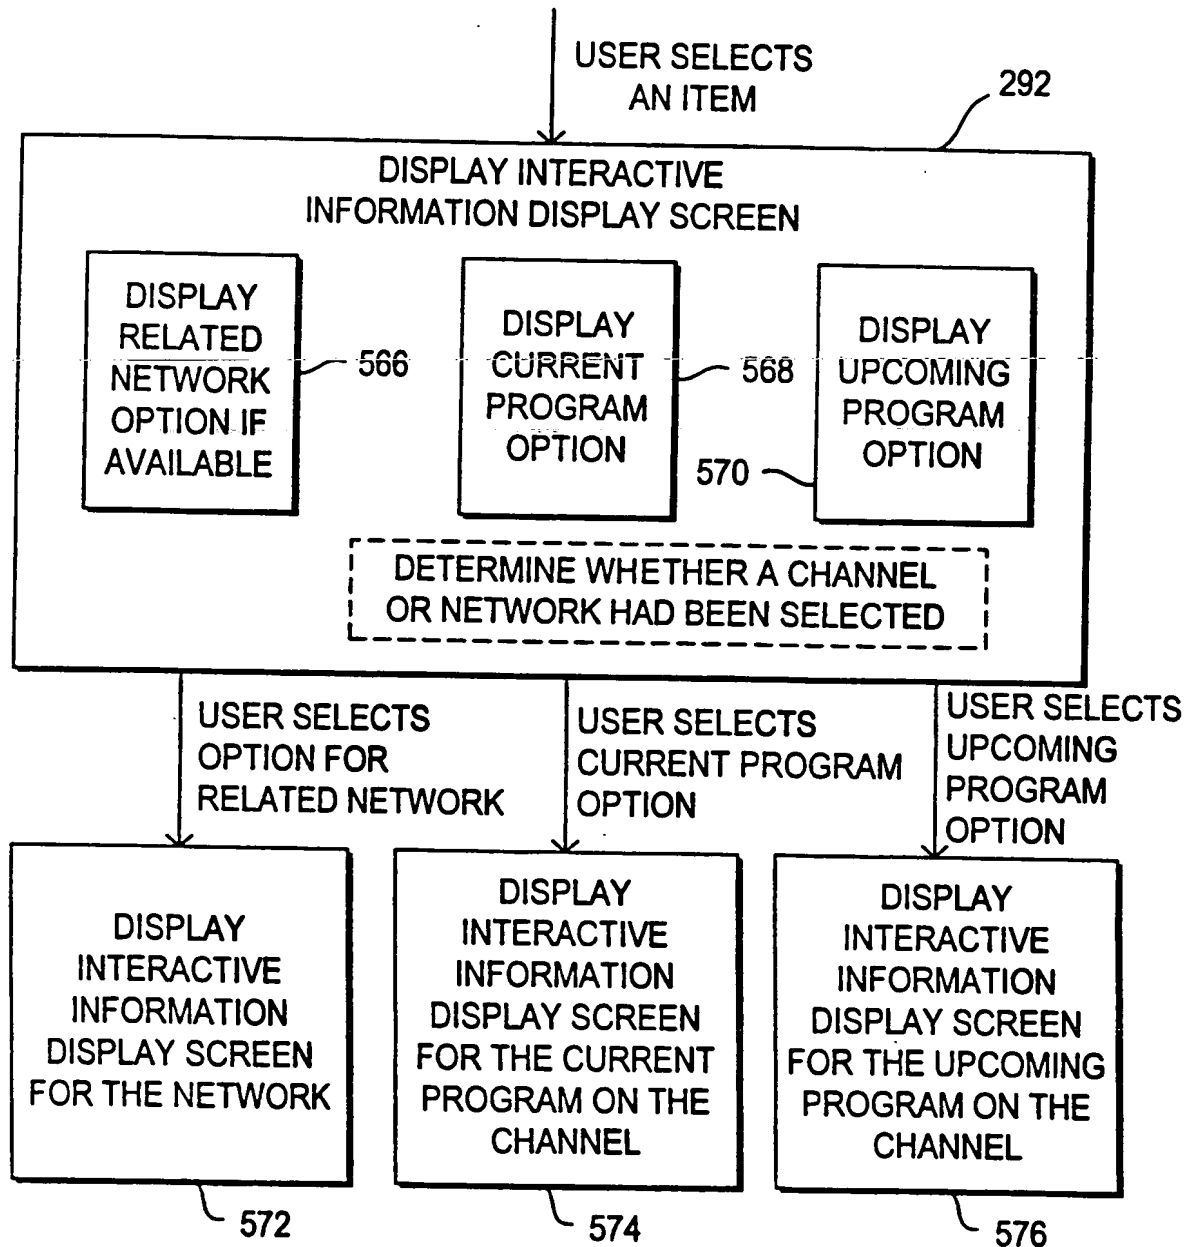 USER SELECTS
AN ITEM
292
DISPLAY INTERACTIVE
INFORMATION DISPLAY SCREEN
DISPLAY
RELATED
NETWORK
OPTION IF
AVAILABLE
566
DISPLAY
CURRENT
PROGRAM
OPTION
568
DISPLAY
UPCOMING
PROGRAM
OPTION
570
DETERMINE WHETHER A CHANNEL
OR NETWORK HAD BEEN SELECTED
USER SELECTS
OPTION FOR
RELATED NETWORK
USER SELECTS
CURRENT PROGRAM
OPTION
USER SELECTS
UPCOMING
PROGRAM
OPTION
DISPLAY
INTERACTIVE
INFORMATION
DISPLAY SCREEN
FOR THE NETWORK
572
DISPLAY
INTERACTIVE
INFORMATION
DISPLAY SCREEN
FOR THE CURRENT
PROGRAM ON THE
CHANNEL
574
DISPLAY
INTERACTIVE
INFORMATION
DISPLAY SCREEN
FOR THE UPCOMING
PROGRAM ON THE
CHANNEL
576